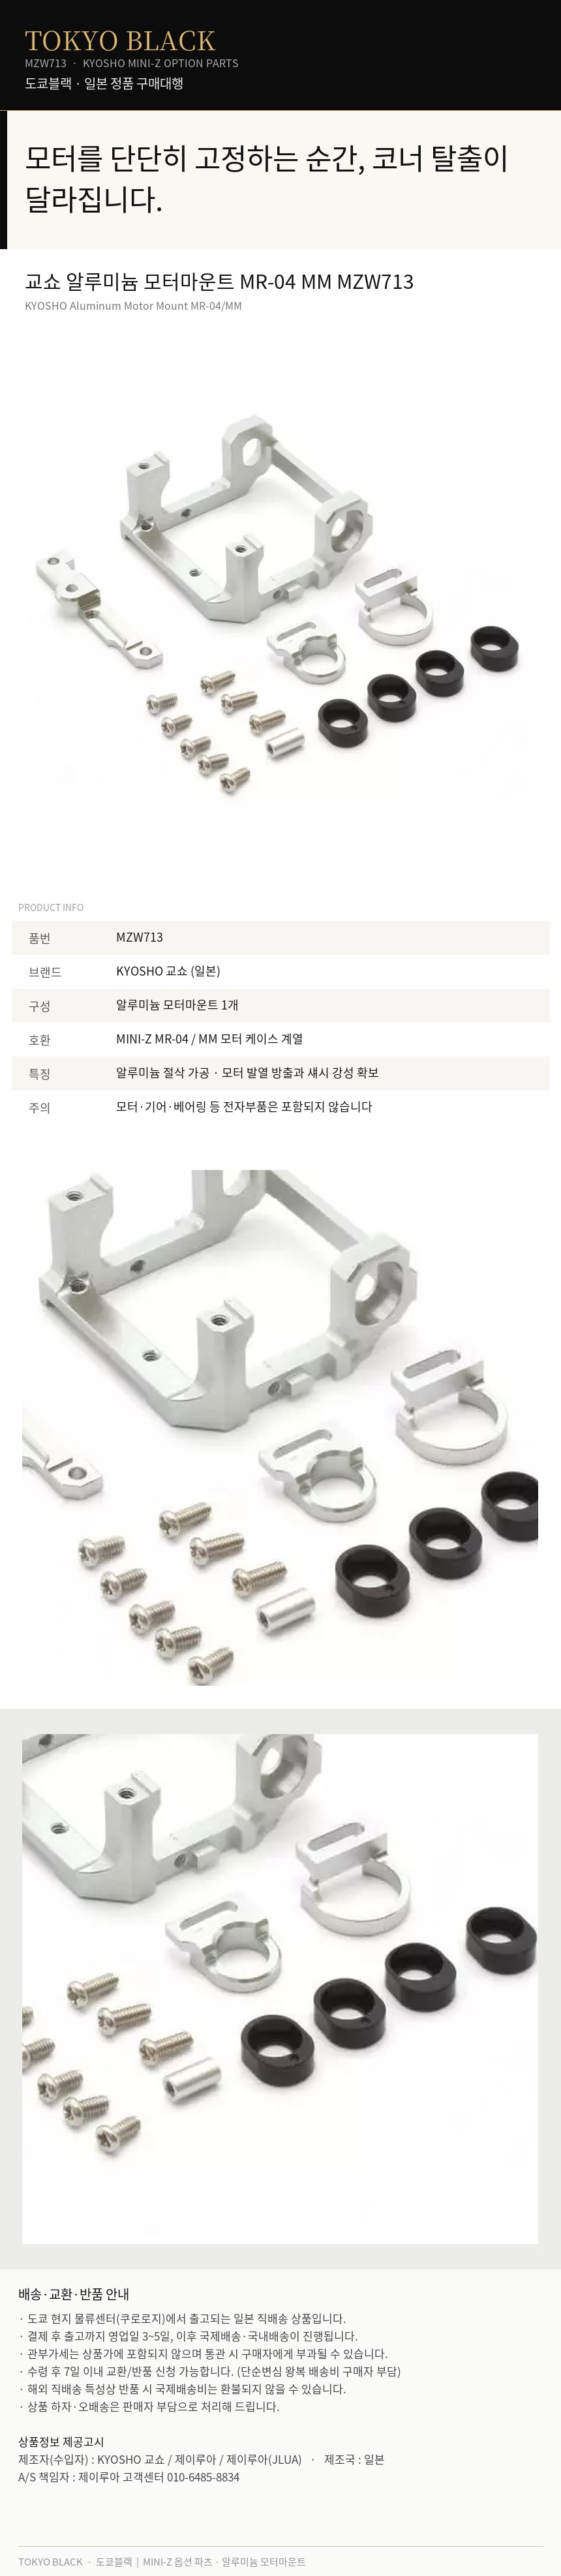 TOKYO BLACK
MZW713 · KYOSHO MINI-Z OPTION PARTS
도쿄블랙 · 일본 정품 구매대행
모터를 단단히 고정하는 순간, 코너 탈출이
달라집니다.
교쇼 알루미늄 모터마운트 MR-04 MM MZW713
KYOSHO Aluminum Motor Mount MR-04/MM
PRODUCT INFO
품번 MZW713
브랜드 KYOSHO 교쇼 (일본)
구성 알루미늄 모터마운트 1개
호환 MINI-Z MR-04 / MM 모터 케이스 계열
특징 알루미늄 절삭 가공 · 모터 발열 방출과 섀시 강성 확보
주의 모터·기어·베어링 등 전자부품은 포함되지 않습니다
배송·교환·반품 안내
· 도쿄 현지 물류센터(쿠로로지)에서 출고되는 일본 직배송 상품입니다.
· 결제 후 출고까지 영업일 3~5일, 이후 국제배송·국내배송이 진행됩니다.
· 관부가세는 상품가에 포함되지 않으며 통관 시 구매자에게 부과될 수 있습니다.
· 수령 후 7일 이내 교환/반품 신청 가능합니다. (단순변심 왕복 배송비 구매자 부담)
· 해외 직배송 특성상 반품 시 국제배송비는 환불되지 않을 수 있습니다.
· 상품 하자·오배송은 판매자 부담으로 처리해 드립니다.
상품정보 제공고시
제조자(수입자) : KYOSHO 교쇼 / 제이루아 / 제이루아(JLUA) · 제조국 : 일본
A/S 책임자 : 제이루아 고객센터 010-6485-8834
TOKYO BLACK · 도쿄블랙 | MINI-Z 옵션 파츠 · 알루미늄 모터마운트